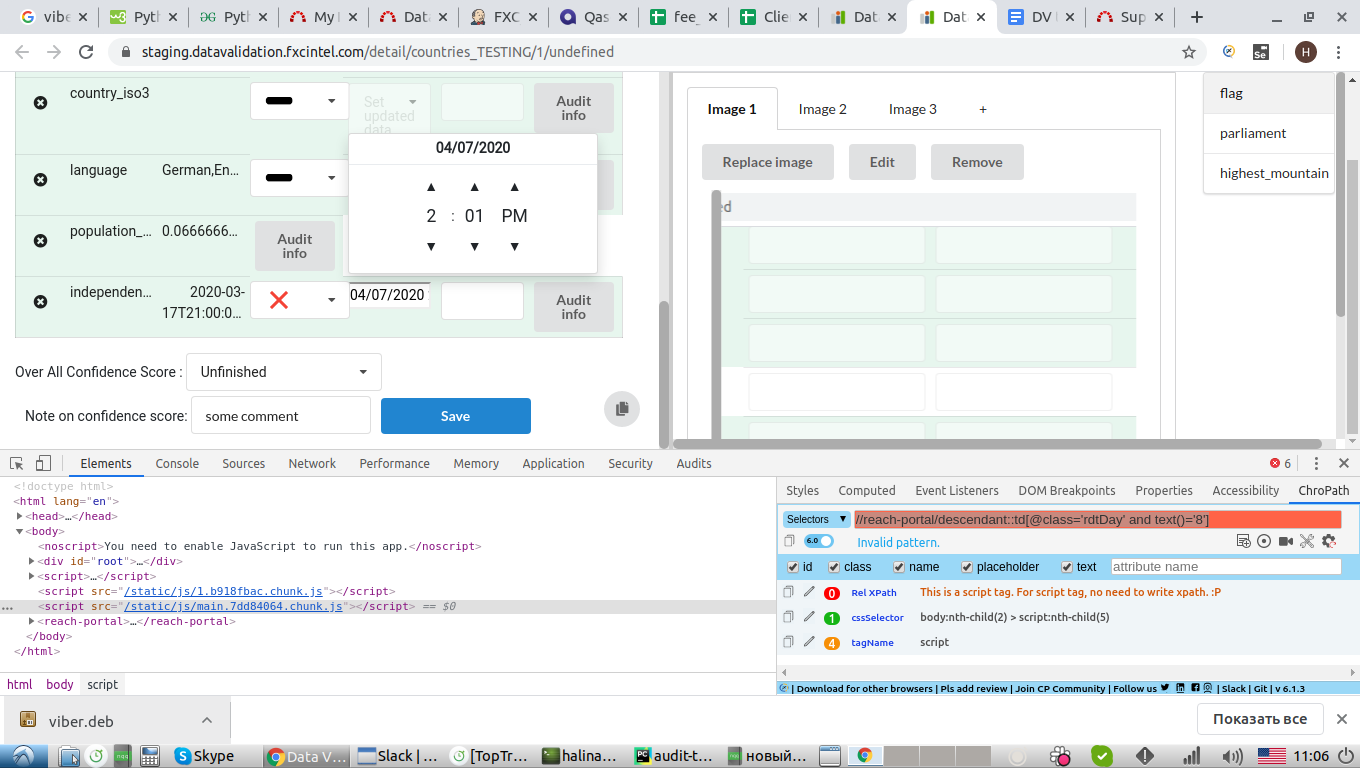 vibe
Pyth
Pyth
My
Data
FXC
Qas
fee_
Clie
Data
Dat
DV
Sup
staging.datavalidation.fxcintel.com/detail/countries_TESTING/1/undefined
Se
H
country_iso3
Set updated data
Audit info
language
German,En...
population_...
0.0666666...
Audit info
independen...
2020-03-
17T21:00:0...
04/07/2020
Audit info
04/07/2020
2 : 01 PM
Over All Confidence Score :
Unfinished
Note on confidence score:
some comment
Save
Image 1
Image 2
Image 3
+
Replace image
Edit
Remove
ed
flag
parliament
highest_mountain
Elements
Console
Sources
Network
Performance
Memory
Application
Security
Audits
6
<!doctype html>
<html lang="en">
<head>…</head>
<body>
<noscript>You need to enable JavaScript to run this app.</noscript>
<div id="root">…</div>
<script>…</script>
<script src="/static/js/1.b918fbac.chunk.js"></script>
<script src="/static/js/main.7dd84064.chunk.js"></script> == $0
<reach-portal>…</reach-portal>
</body>
</html>
html body script
Styles
Computed
Event Listeners
DOM Breakpoints
Properties
Accessibility
ChroPath
Selectors
//reach-portal/descendant::td[@class='rdtDay' and text()='8']
6.0
Invalid pattern.
id
class
name
placeholder
text
attribute name
0 Rel XPath This is a script tag. For script tag, no need to write xpath. :P
1 cssSelector body:nth-child(2) > script:nth-child(5)
4 tagName script
| Download for other browsers | Pls add review | Join CP Community | Follow us | Slack | Git | v 6.1.3
viber.deb
Показать все
Skype
Data V...
Slack |...
[TopTr...
halina...
audit-t...
новый...
11:06